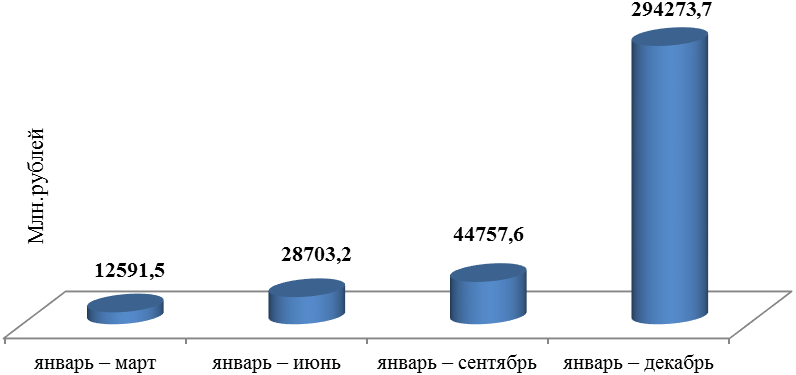 294273,7
44757,6
28703,2
12591,5
Млн.рублей
январь – март
январь – июнь
январь – сентябрь
январь – декабрь